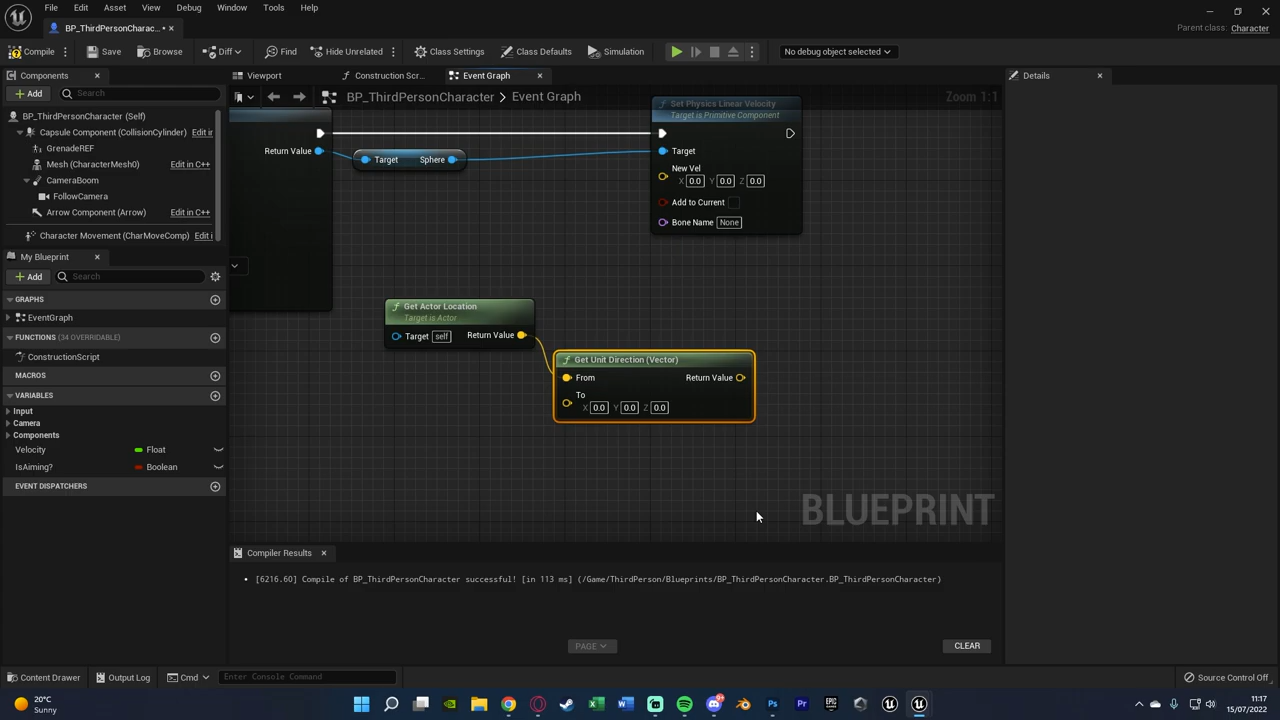 File Edit Asset View Debug Window Tools Help
BP_ThirdPersonCharac... •
Parent class: Character
Compile Save Browse Diff Find Hide Unrelated Class Settings Class Defaults Simulation No debug object selected
Components
Viewport Construction Scr... Event Graph
Details
Add Search
BP_ThirdPersonCharacter > Event Graph
Zoom 1:1
BP_ThirdPersonCharacter (Self)
Capsule Component (CollisionCylinder) Edit in
GrenadeREF
Mesh (CharacterMesh0) Edit in C++
CameraBoom
FollowCamera
Arrow Component (Arrow) Edit in C++
Character Movement (CharMoveComp) Edit i
My Blueprint
Add Search
GRAPHS
EventGraph
FUNCTIONS (34 OVERRIDABLE)
ConstructionScript
MACROS
VARIABLES
Input
Camera
Components
Velocity Float
IsAiming? Boolean
EVENT DISPATCHERS
Return Value
Target Sphere
Set Physics Linear Velocity
Target is Primitive Component
Target
New Vel
X 0.0 Y 0.0 Z 0.0
Add to Current
Bone Name None
Get Actor Location
Target is Actor
Target self Return Value
Get Unit Direction (Vector)
From Return Value
To
X 0.0 Y 0.0 Z 0.0
BLUEPRINT
Compiler Results
[6216.60] Compile of BP_ThirdPersonCharacter successful! [in 113 ms] (/Game/ThirdPerson/Blueprints/BP_ThirdPersonCharacter.BP_ThirdPersonCharacter)
PAGE
CLEAR
Content Drawer Output Log Cmd Enter Console Command
Source Control Off
20°C
Sunny
11:17
15/07/2022